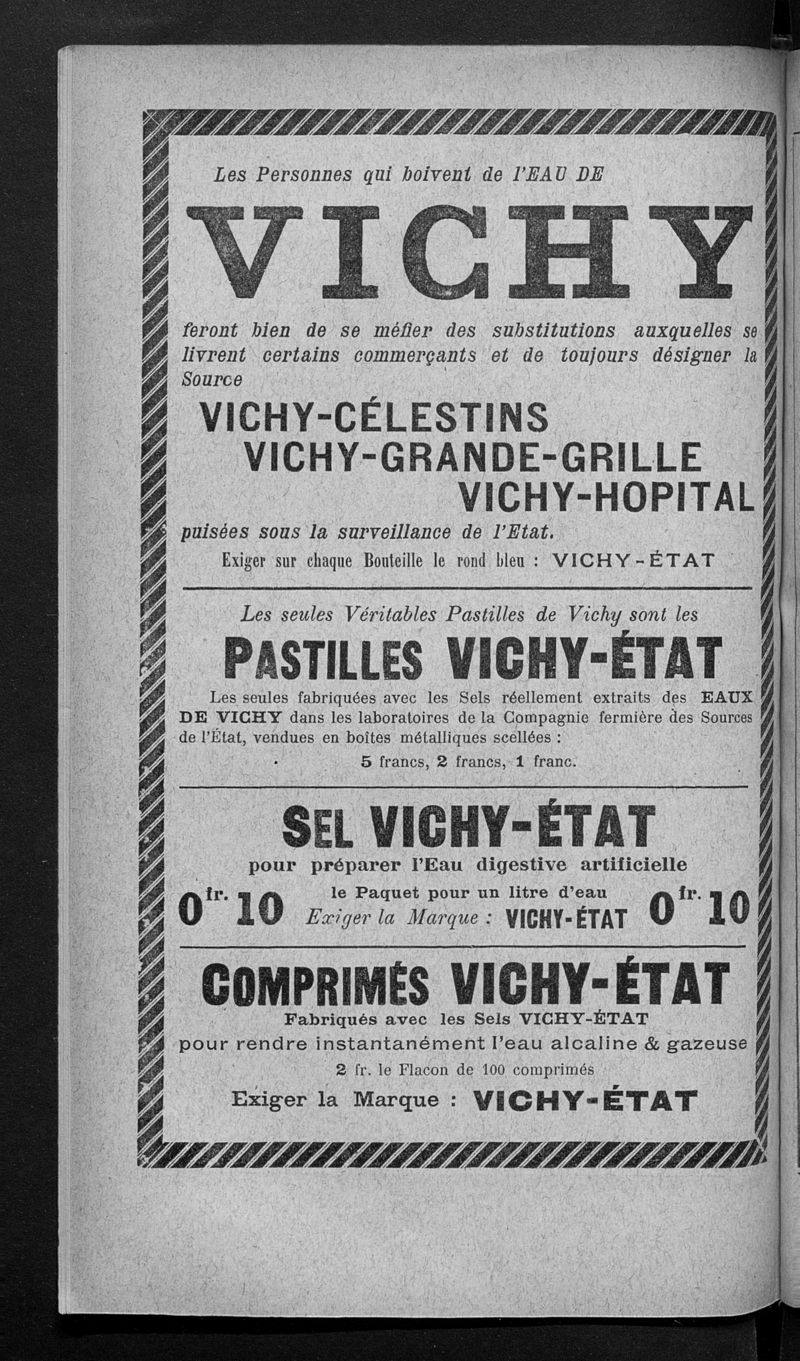 Les Personnes qui boivent de l'EAU DE
VICHY
feront bien de se méfier des substitutions auxquelles se
livrent certains commerçants et de toujours désigner la
Source
VICHY-CÉLESTINS
VICHY-GRANDE-GRILLE
VICHY-HOPITAL
puisées sous la surveillance de l'Etat.
Exiger sur chaque Bouteille le rond bleu : VICHY-ÉTAT
Les seules Véritables Pastilles de Vichy sont les
PASTILLES VICHY-ÉTAT
Les seules fabriquées avec les Sels réellement extraits des EAUX
DE VICHY dans les laboratoires de la Compagnie fermière des Sources
de l'État, vendues en boîtes métalliques scellées :
5 francs, 2 francs, 1 franc.
SEL VICHY-ÉTAT
pour préparer l'Eau digestive artificielle
0 fr. 10 le Paquet pour un litre d'eau 0 fr. 10
Exiger la Marque : VICHY-ÉTAT
COMPRIMÉS VICHY-ÉTAT
Fabriqués avec les Sels VICHY-ÉTAT
pour rendre instantanément l'eau alcaline & gazeuse
2 fr. le Flacon de 100 comprimés
Exiger la Marque : VICHY-ÉTAT